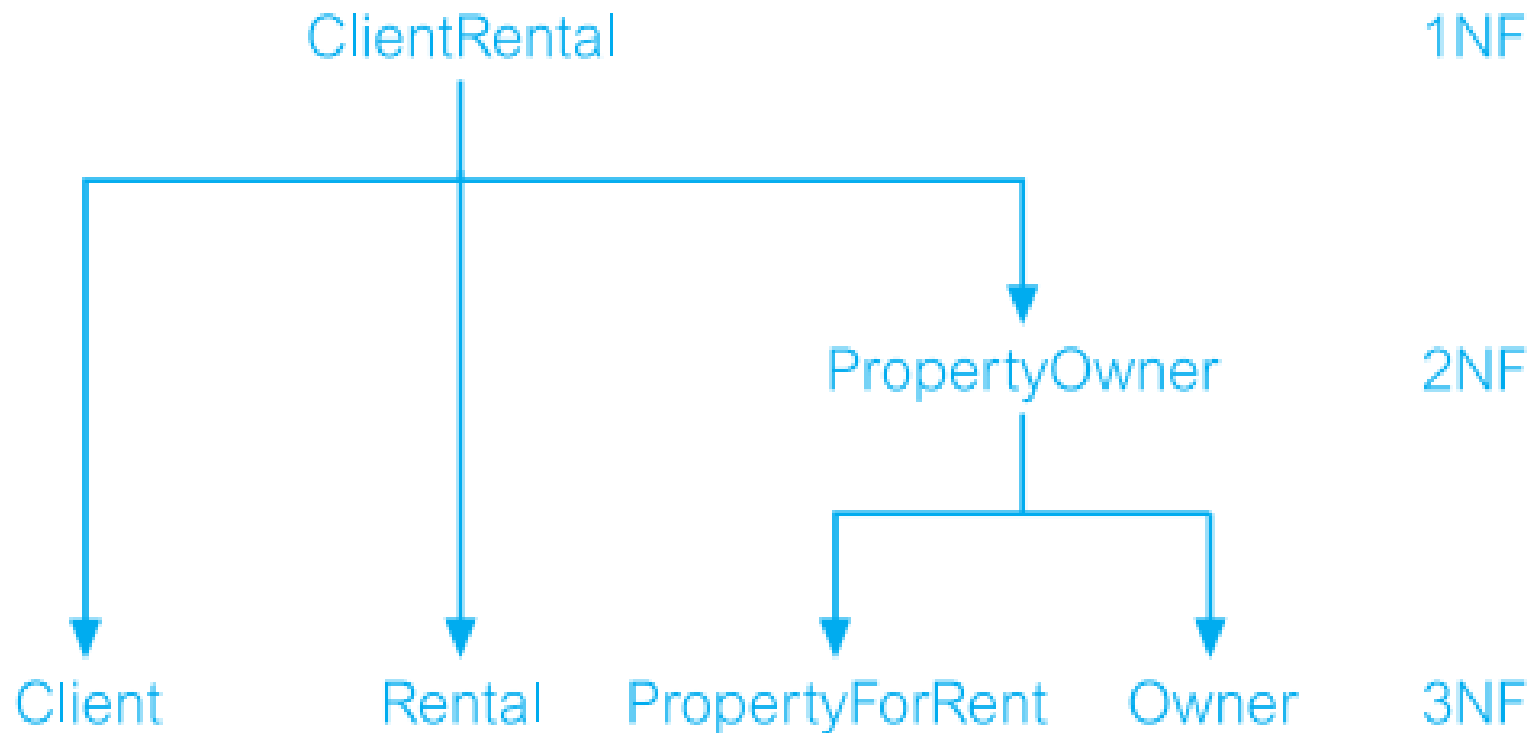 ClientRental 1NF
PropertyOwner 2NF
Client Rental PropertyForRent Owner 3NF